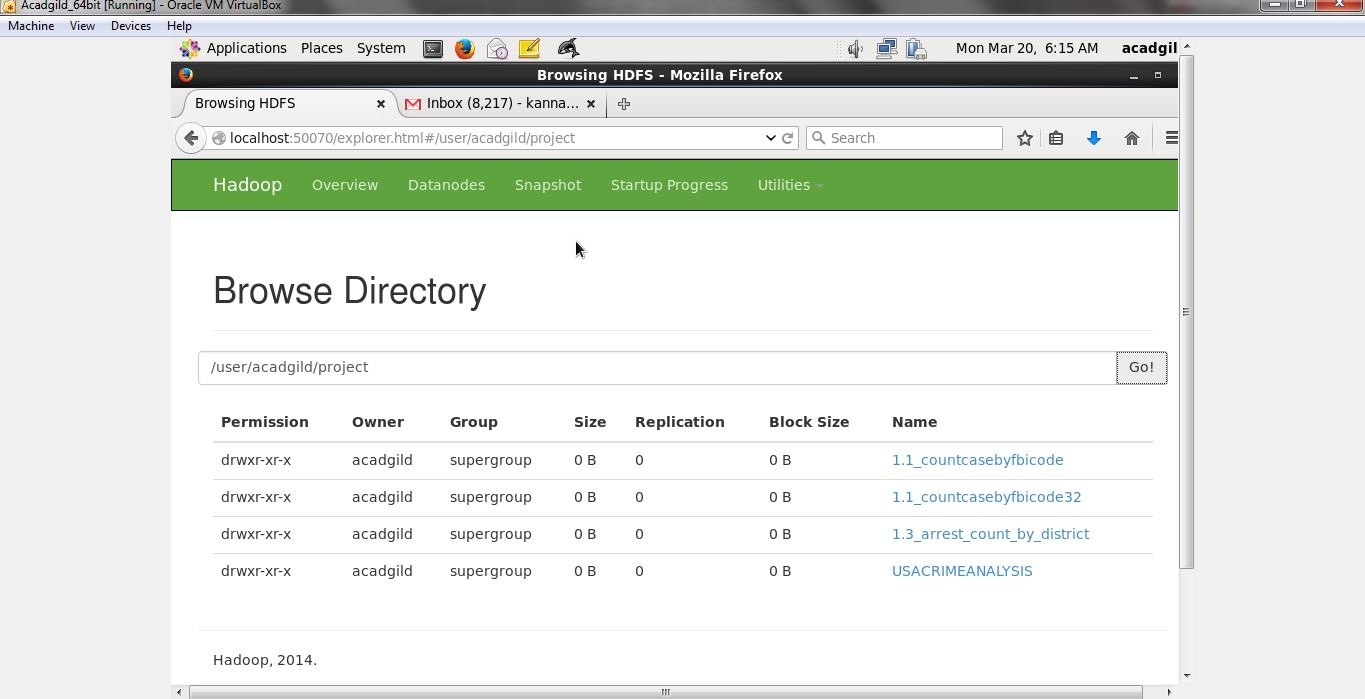 Acadgild_64bit [Running] - Oracle VM VirtualBox
Machine View Devices Help
Applications Places System Mon Mar 20, 6:15 AM acadgil
Browsing HDFS - Mozilla Firefox
Browsing HDFS Inbox (8,217) - kanna...
localhost:50070/explorer.html#/user/acadgild/project Search
Hadoop Overview Datanodes Snapshot Startup Progress Utilities
Browse Directory
/user/acadgild/project Go!
Permission Owner Group Size Replication Block Size Name
drwxr-xr-x acadgild supergroup 0 B 0 0 B 1.1_countcasebyfbicode
drwxr-xr-x acadgild supergroup 0 B 0 0 B 1.1_countcasebyfbicode32
drwxr-xr-x acadgild supergroup 0 B 0 0 B 1.3_arrest_count_by_district
drwxr-xr-x acadgild supergroup 0 B 0 0 B USACRIMEANALYSIS
Hadoop, 2014.